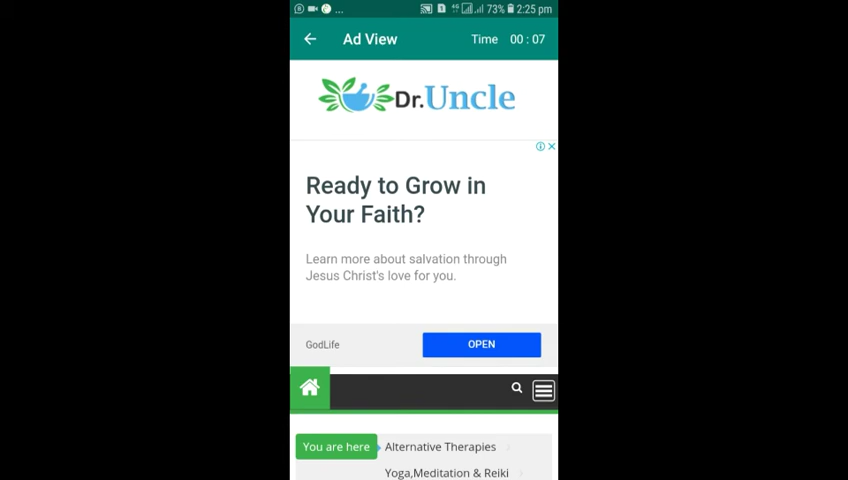 ... 73% 2:25 pm
Ad View Time 00 : 07
Dr.Uncle
Ready to Grow in
Your Faith?
Learn more about salvation through
Jesus Christ's love for you.
GodLife OPEN
You are here Alternative Therapies
Yoga,Meditation & Reiki